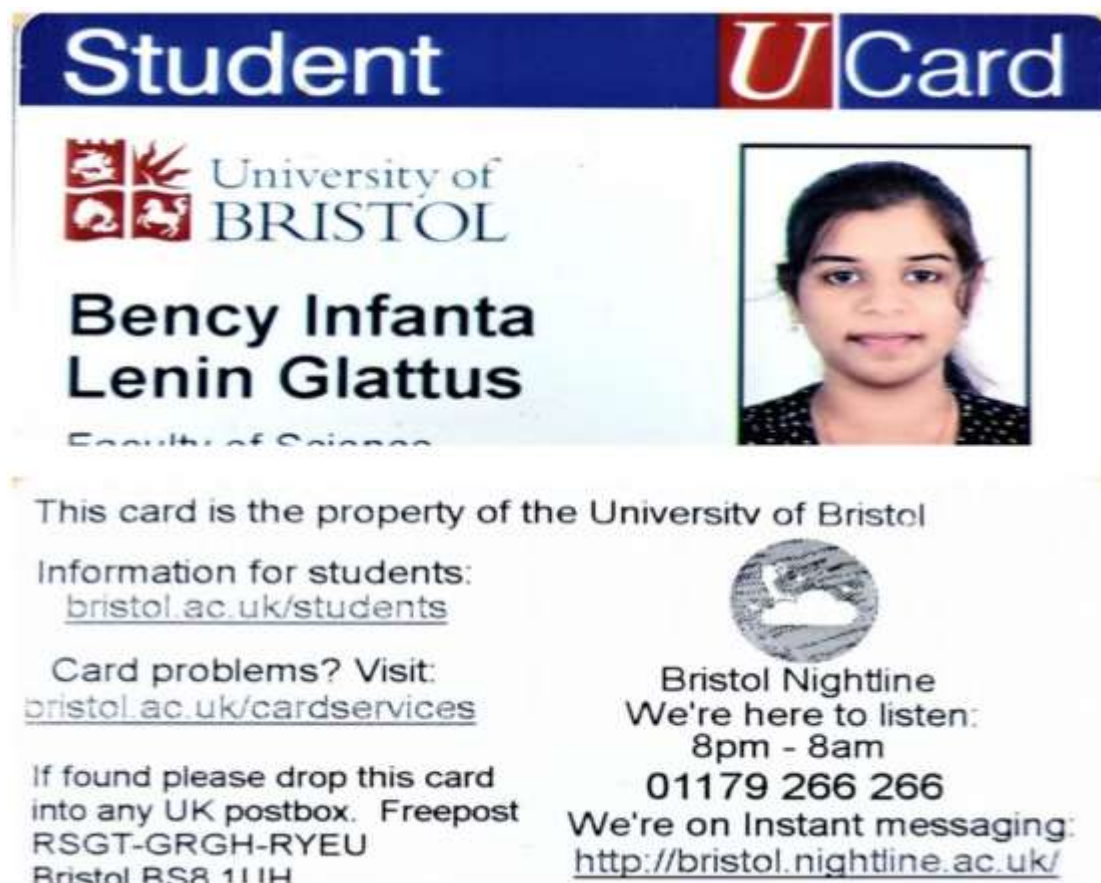 Student
U Card
University of
BRISTOL
Bency Infanta
Lenin Glattus
Faculty of Science
This card is the property of the University of Bristol
Information for students:
bristol.ac.uk/students
Card problems? Visit:
bristol.ac.uk/cardservices
If found please drop this card
into any UK postbox. Freepost
RSGT-GRGH-RYEU
Bristol BS8 1UH
Bristol Nightline
We're here to listen:
8pm - 8am
01179 266 266
We're on Instant messaging:
http://bristol.nightline.ac.uk/